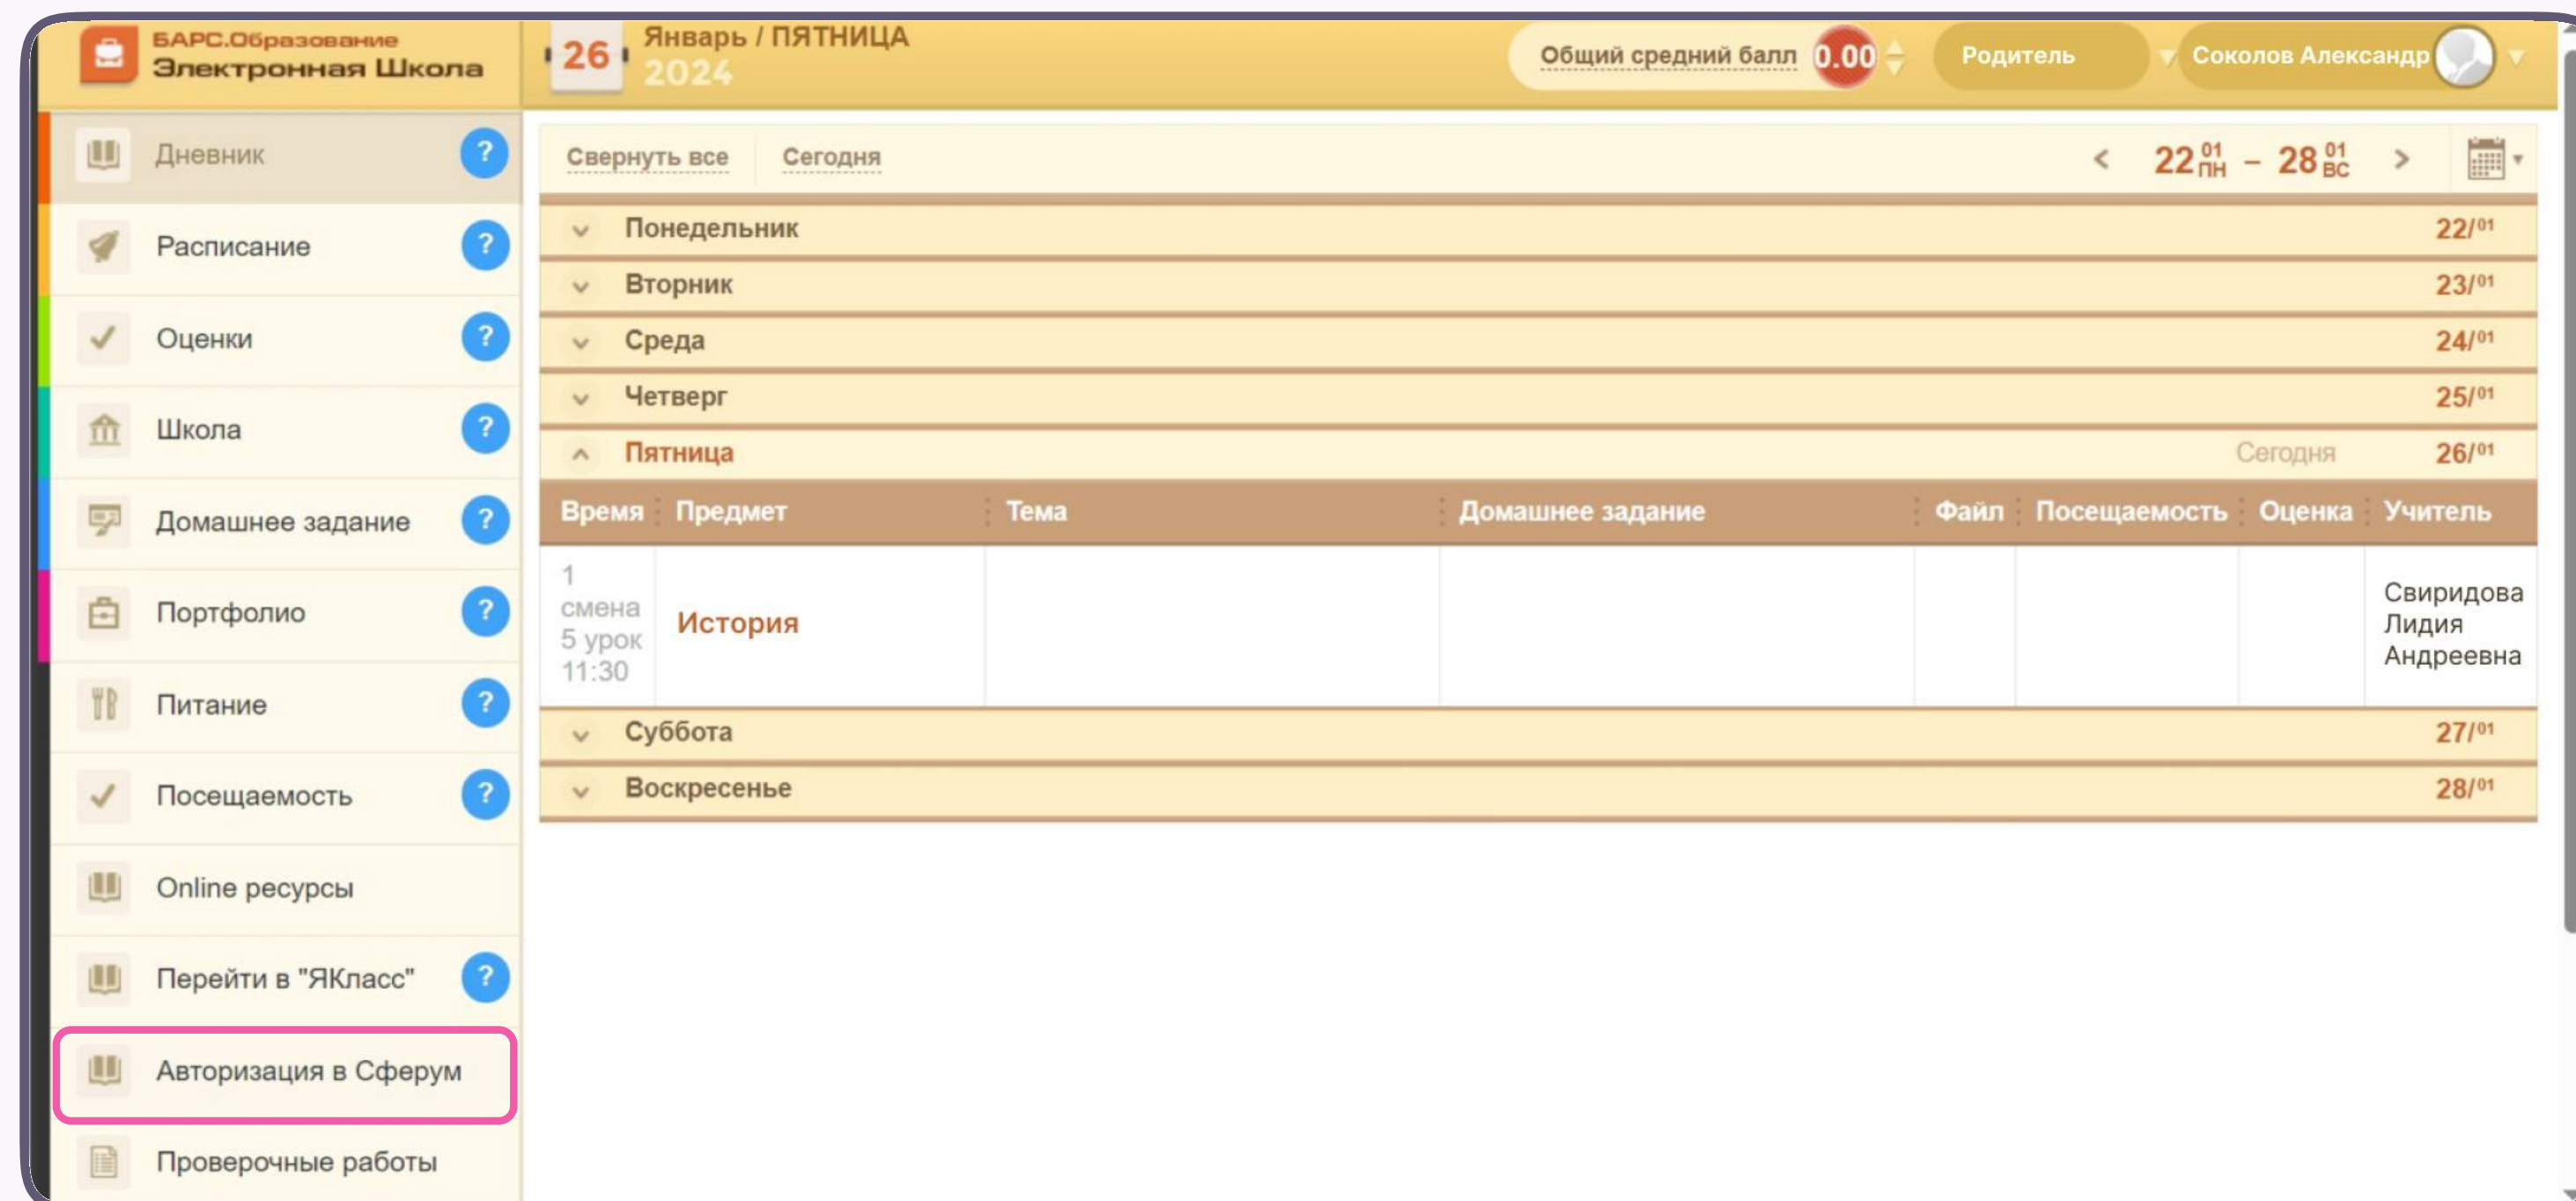 БАРС.Образование
Электронная Школа
26
Январь / ПЯТНИЦА
2024
Общий средний балл 0.00
Родитель
Соколов Александр
Дневник ?
Расписание ?
Оценки ?
Школа ?
Домашнее задание ?
Портфолио ?
Питание ?
Посещаемость ?
Online ресурсы
Перейти в "ЯКласс" ?
Авторизация в Сферум
Проверочные работы
Свернуть все Сегодня < 22 01 ПН – 28 01 ВС >
Понедельник 22/01
Вторник 23/01
Среда 24/01
Четверг 25/01
Пятница Сегодня 26/01
Время Предмет Тема Домашнее задание Файл Посещаемость Оценка Учитель
1
смена
5 урок
11:30
История
Свиридова
Лидия
Андреевна
Суббота 27/01
Воскресенье 28/01